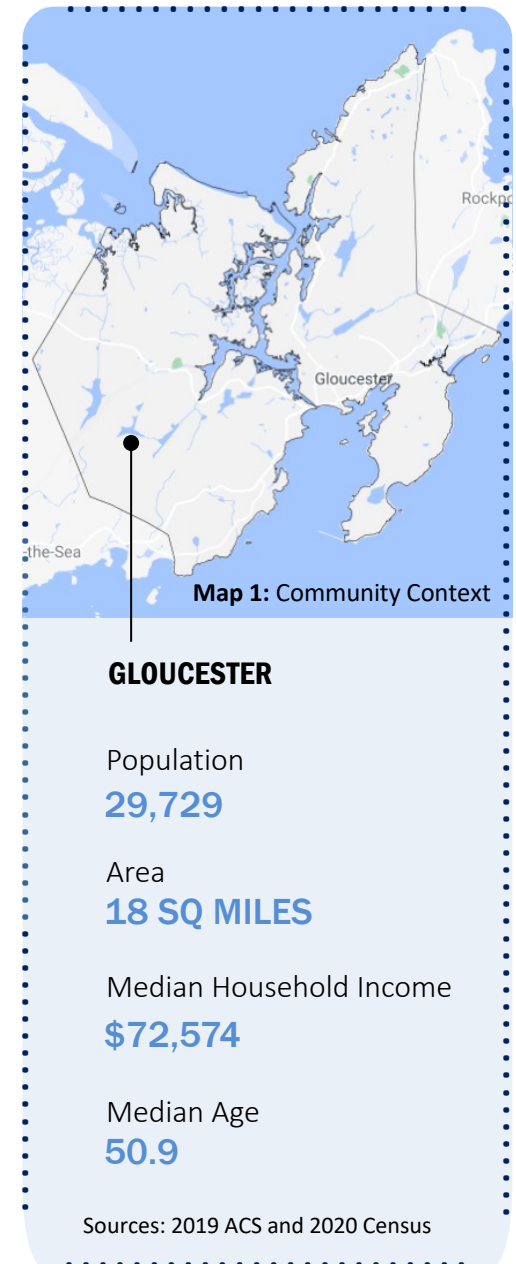 Rockpo
Gloucester
-the-Sea
Map 1: Community Context
GLOUCESTER
Population
29,729
Area
18 SQ MILES
Median Household Income
$72,574
Median Age
50.9
Sources: 2019 ACS and 2020 Census